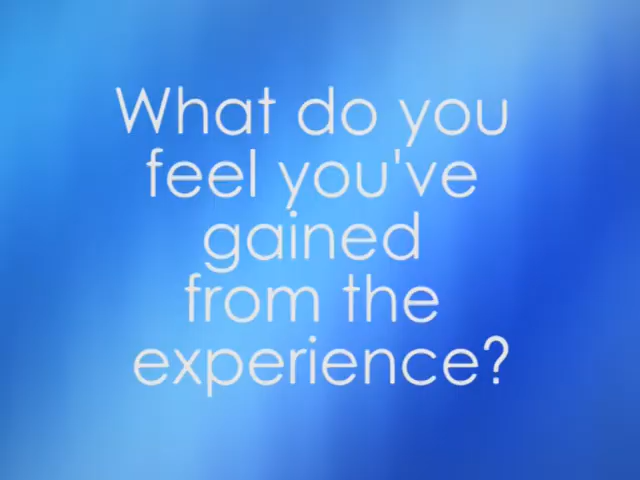 What do you
feel you've
gained
from the
experience?